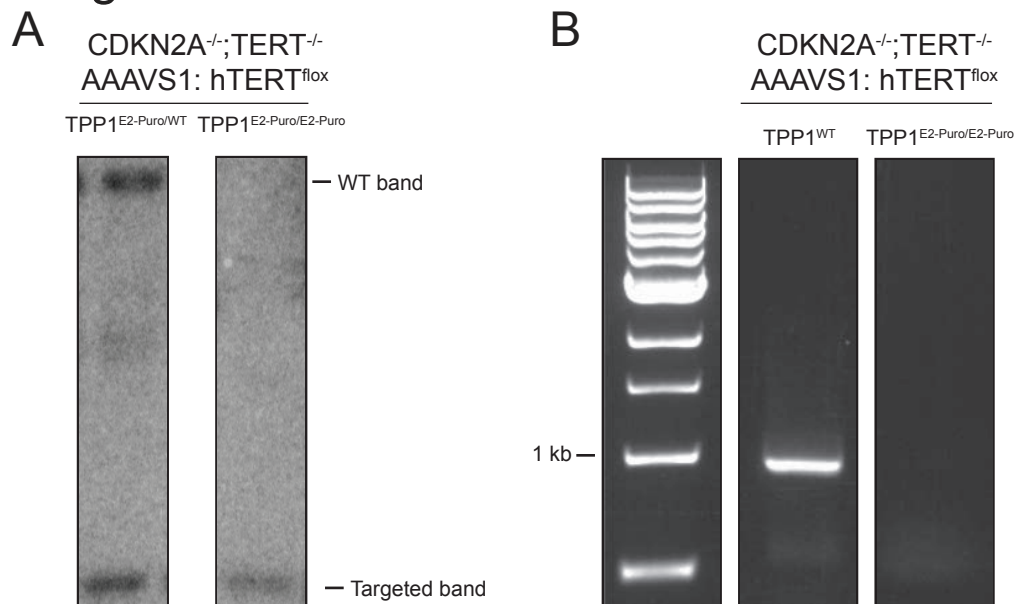 A
CDKN2A-/-;TERT-/-
AAAVS1: hTERTflox
TPP1E2-Puro/WT TPP1E2-Puro/E2-Puro
WT band
Targeted band
B
CDKN2A-/-;TERT-/-
AAAVS1: hTERTflox
TPP1WT TPP1E2-Puro/E2-Puro
1 kb